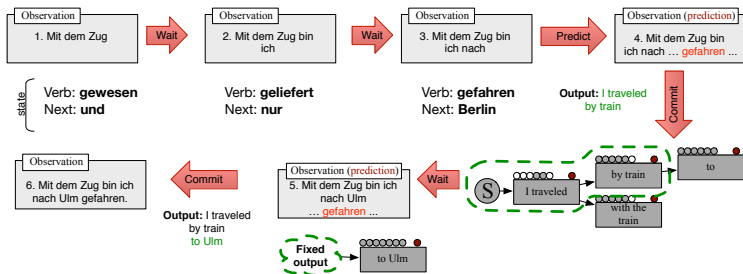 Observation
1. Mit dem Zug
Wait
Observation
2. Mit dem Zug bin
ich
Wait
Observation
3. Mit dem Zug bin
ich nach
Predict
Observation (prediction)
4. Mit dem Zug bin
ich nach ... gefahren ...
state
Verb: gewesen
Next: und
Verb: geliefert
Next: nur
Verb: gefahren
Next: Berlin
Output: I traveled
by train
Commit
Observation
6. Mit dem Zug bin ich
nach Ulm gefahren.
Commit
Output: I traveled
by train
to Ulm
Observation (prediction)
5. Mit dem Zug bin ich
nach Ulm
... gefahren ...
Wait
S
I traveled
by train
to
with the
train
Fixed
output
to Ulm